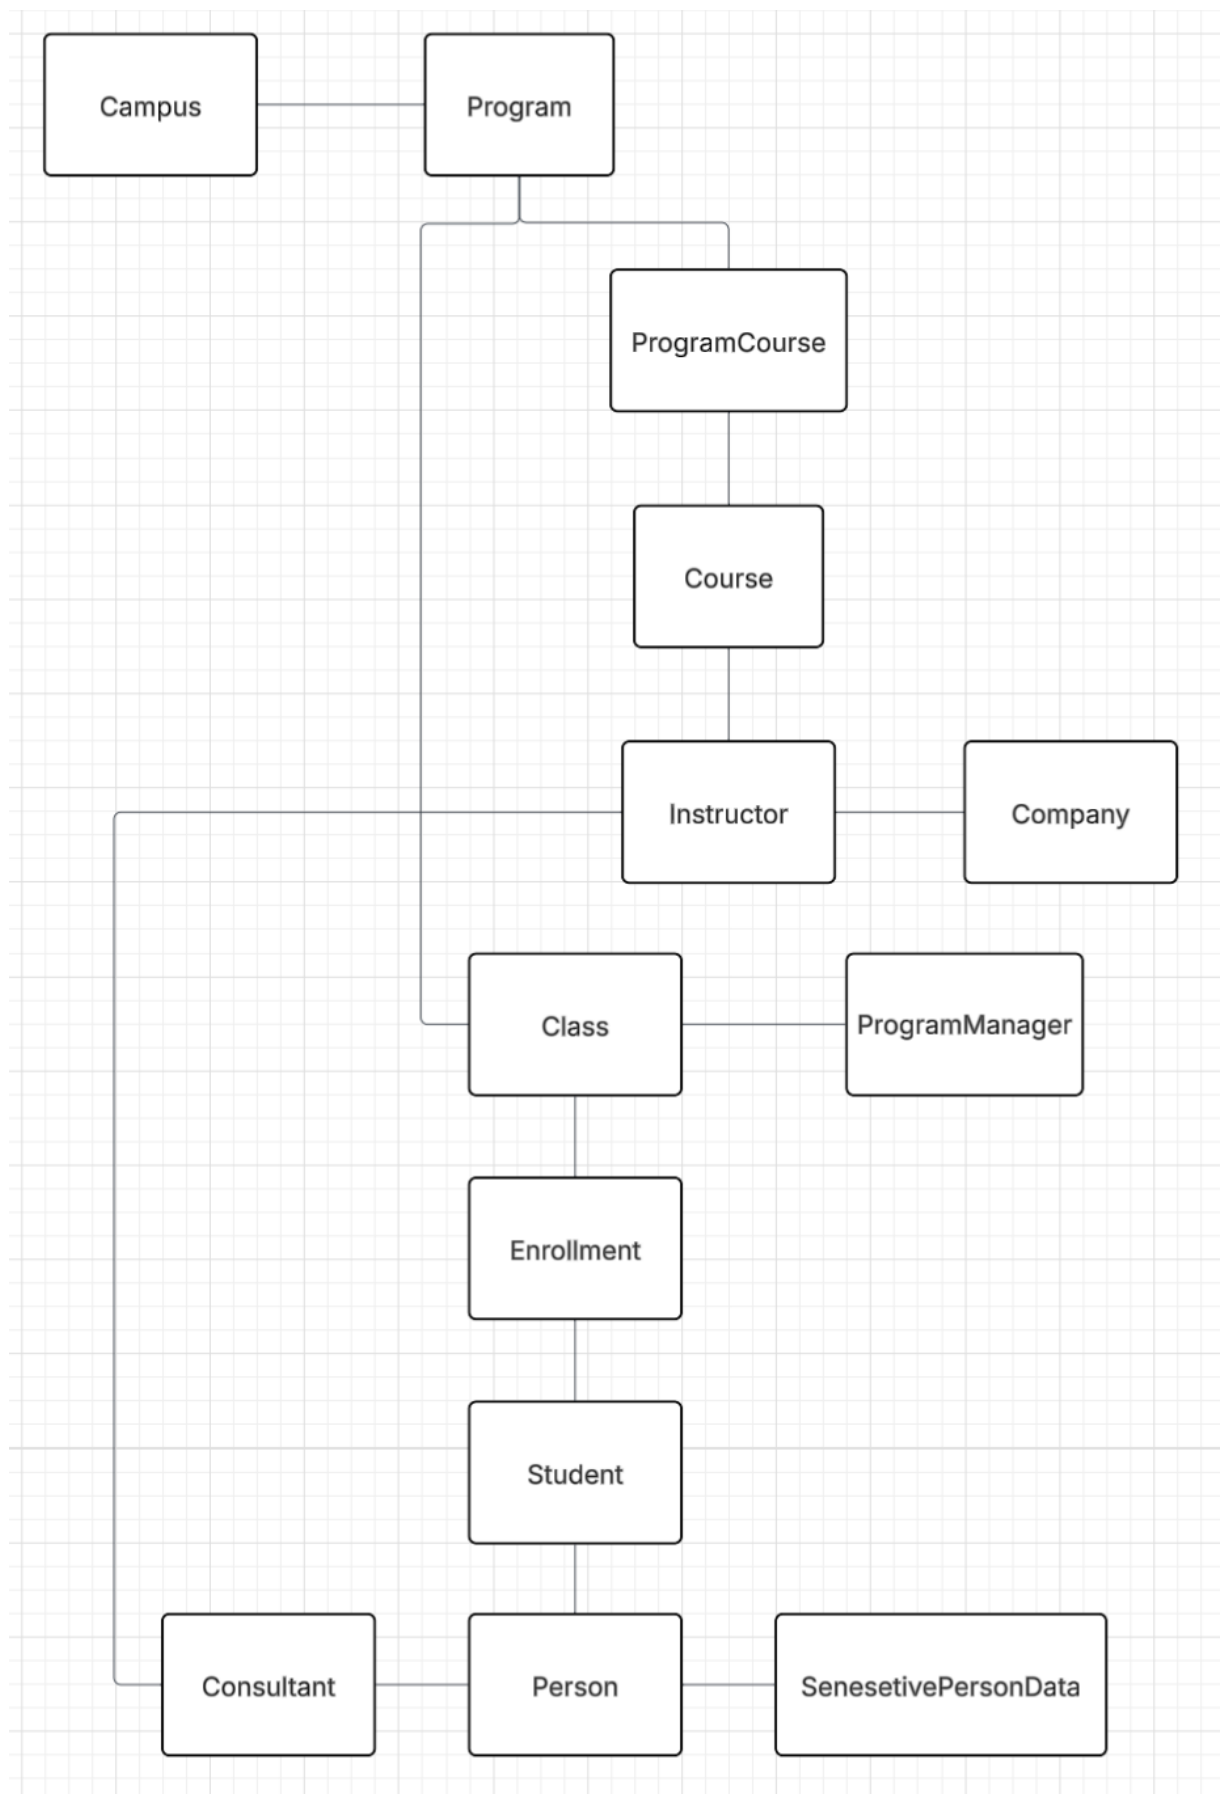 Campus
Program
ProgramCourse
Course
Instructor
Company
Class
ProgramManager
Enrollment
Student
Consultant
Person
SenesetivePersonData